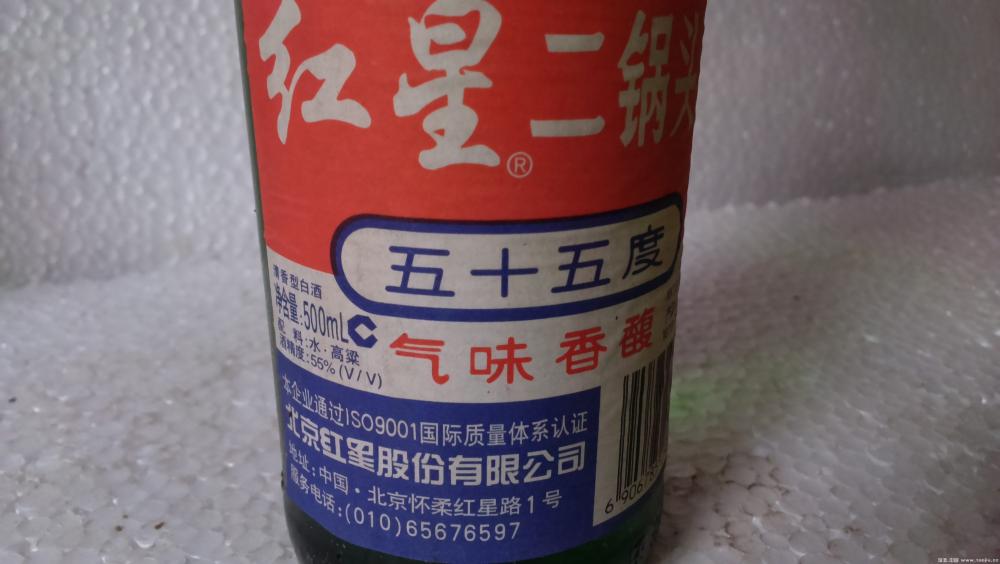 红星®二锅头
五十五度
清香型白酒
净含量:500mL C
配料:水·高粱
酒精度:55%(V/V)
气味香馥
本企业通过ISO9001国际质量体系认证
北京红星股份有限公司
地址:中国·北京怀柔红星路1号
服务电话:(010)65676597
6 90678